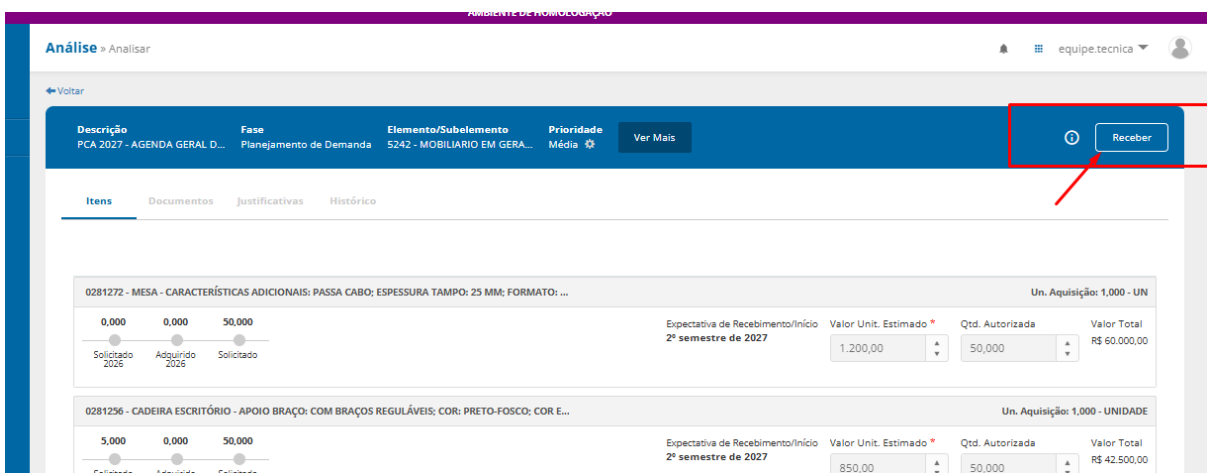 AMBIENTE DE HOMOLOGAÇÃO
Análise » Analisar
equipe.tecnica
Voltar
Descrição Fase Elemento/Subelemento Prioridade
PCA 2027 - AGENDA GERAL D... Planejamento de Demanda 5242 - MOBILIARIO EM GERA... Média
Ver Mais
Receber
Itens Documentos Justificativas Histórico
0281272 - MESA - CARACTERÍSTICAS ADICIONAIS: PASSA CABO; ESPESSURA TAMPO: 25 MM; FORMATO: ... Un. Aquisição: 1,000 - UN
0,000 0,000 50,000
Solicitado 2026 Adquirido 2026 Solicitado
Expectativa de Recebimento/Início Valor Unit. Estimado * Qtd. Autorizada Valor Total
2º semestre de 2027 1.200,00 50,000 R$ 60.000,00
0281256 - CADEIRA ESCRITÓRIO - APOIO BRAÇO: COM BRAÇOS REGULÁVEIS; COR: PRETO-FOSCO; COR E... Un. Aquisição: 1,000 - UNIDADE
5,000 0,000 50,000
Solicitado Adquirido Solicitado
Expectativa de Recebimento/Início Valor Unit. Estimado * Qtd. Autorizada Valor Total
2º semestre de 2027 850,00 50,000 R$ 42.500,00